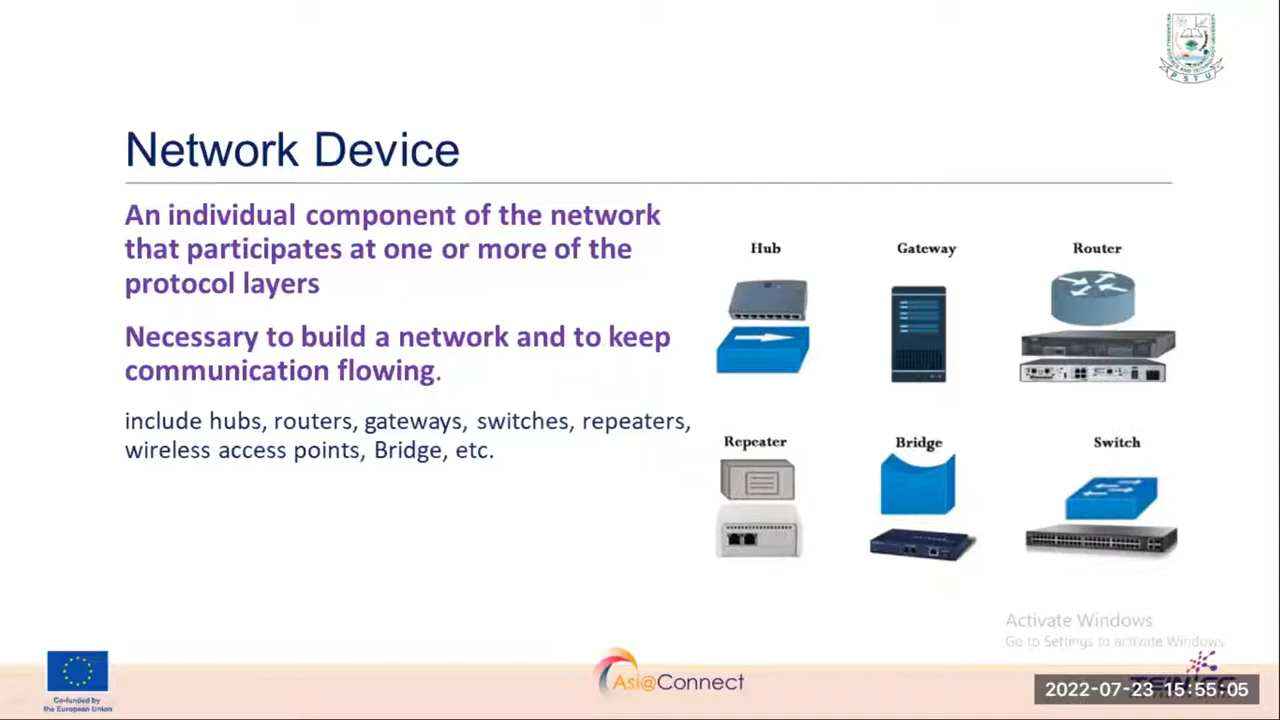 PSTU
Network Device
An individual component of the network
that participates at one or more of the
protocol layers
Necessary to build a network and to keep
communication flowing.
include hubs, routers, gateways, switches, repeaters,
wireless access points, Bridge, etc.
Hub
Gateway
Router
Repeater
Bridge
Switch
Activate Windows
Go to Settings to activate Windows.
Co-funded by
the European Union
Asi@Connect
2022-07-23 15:55:05